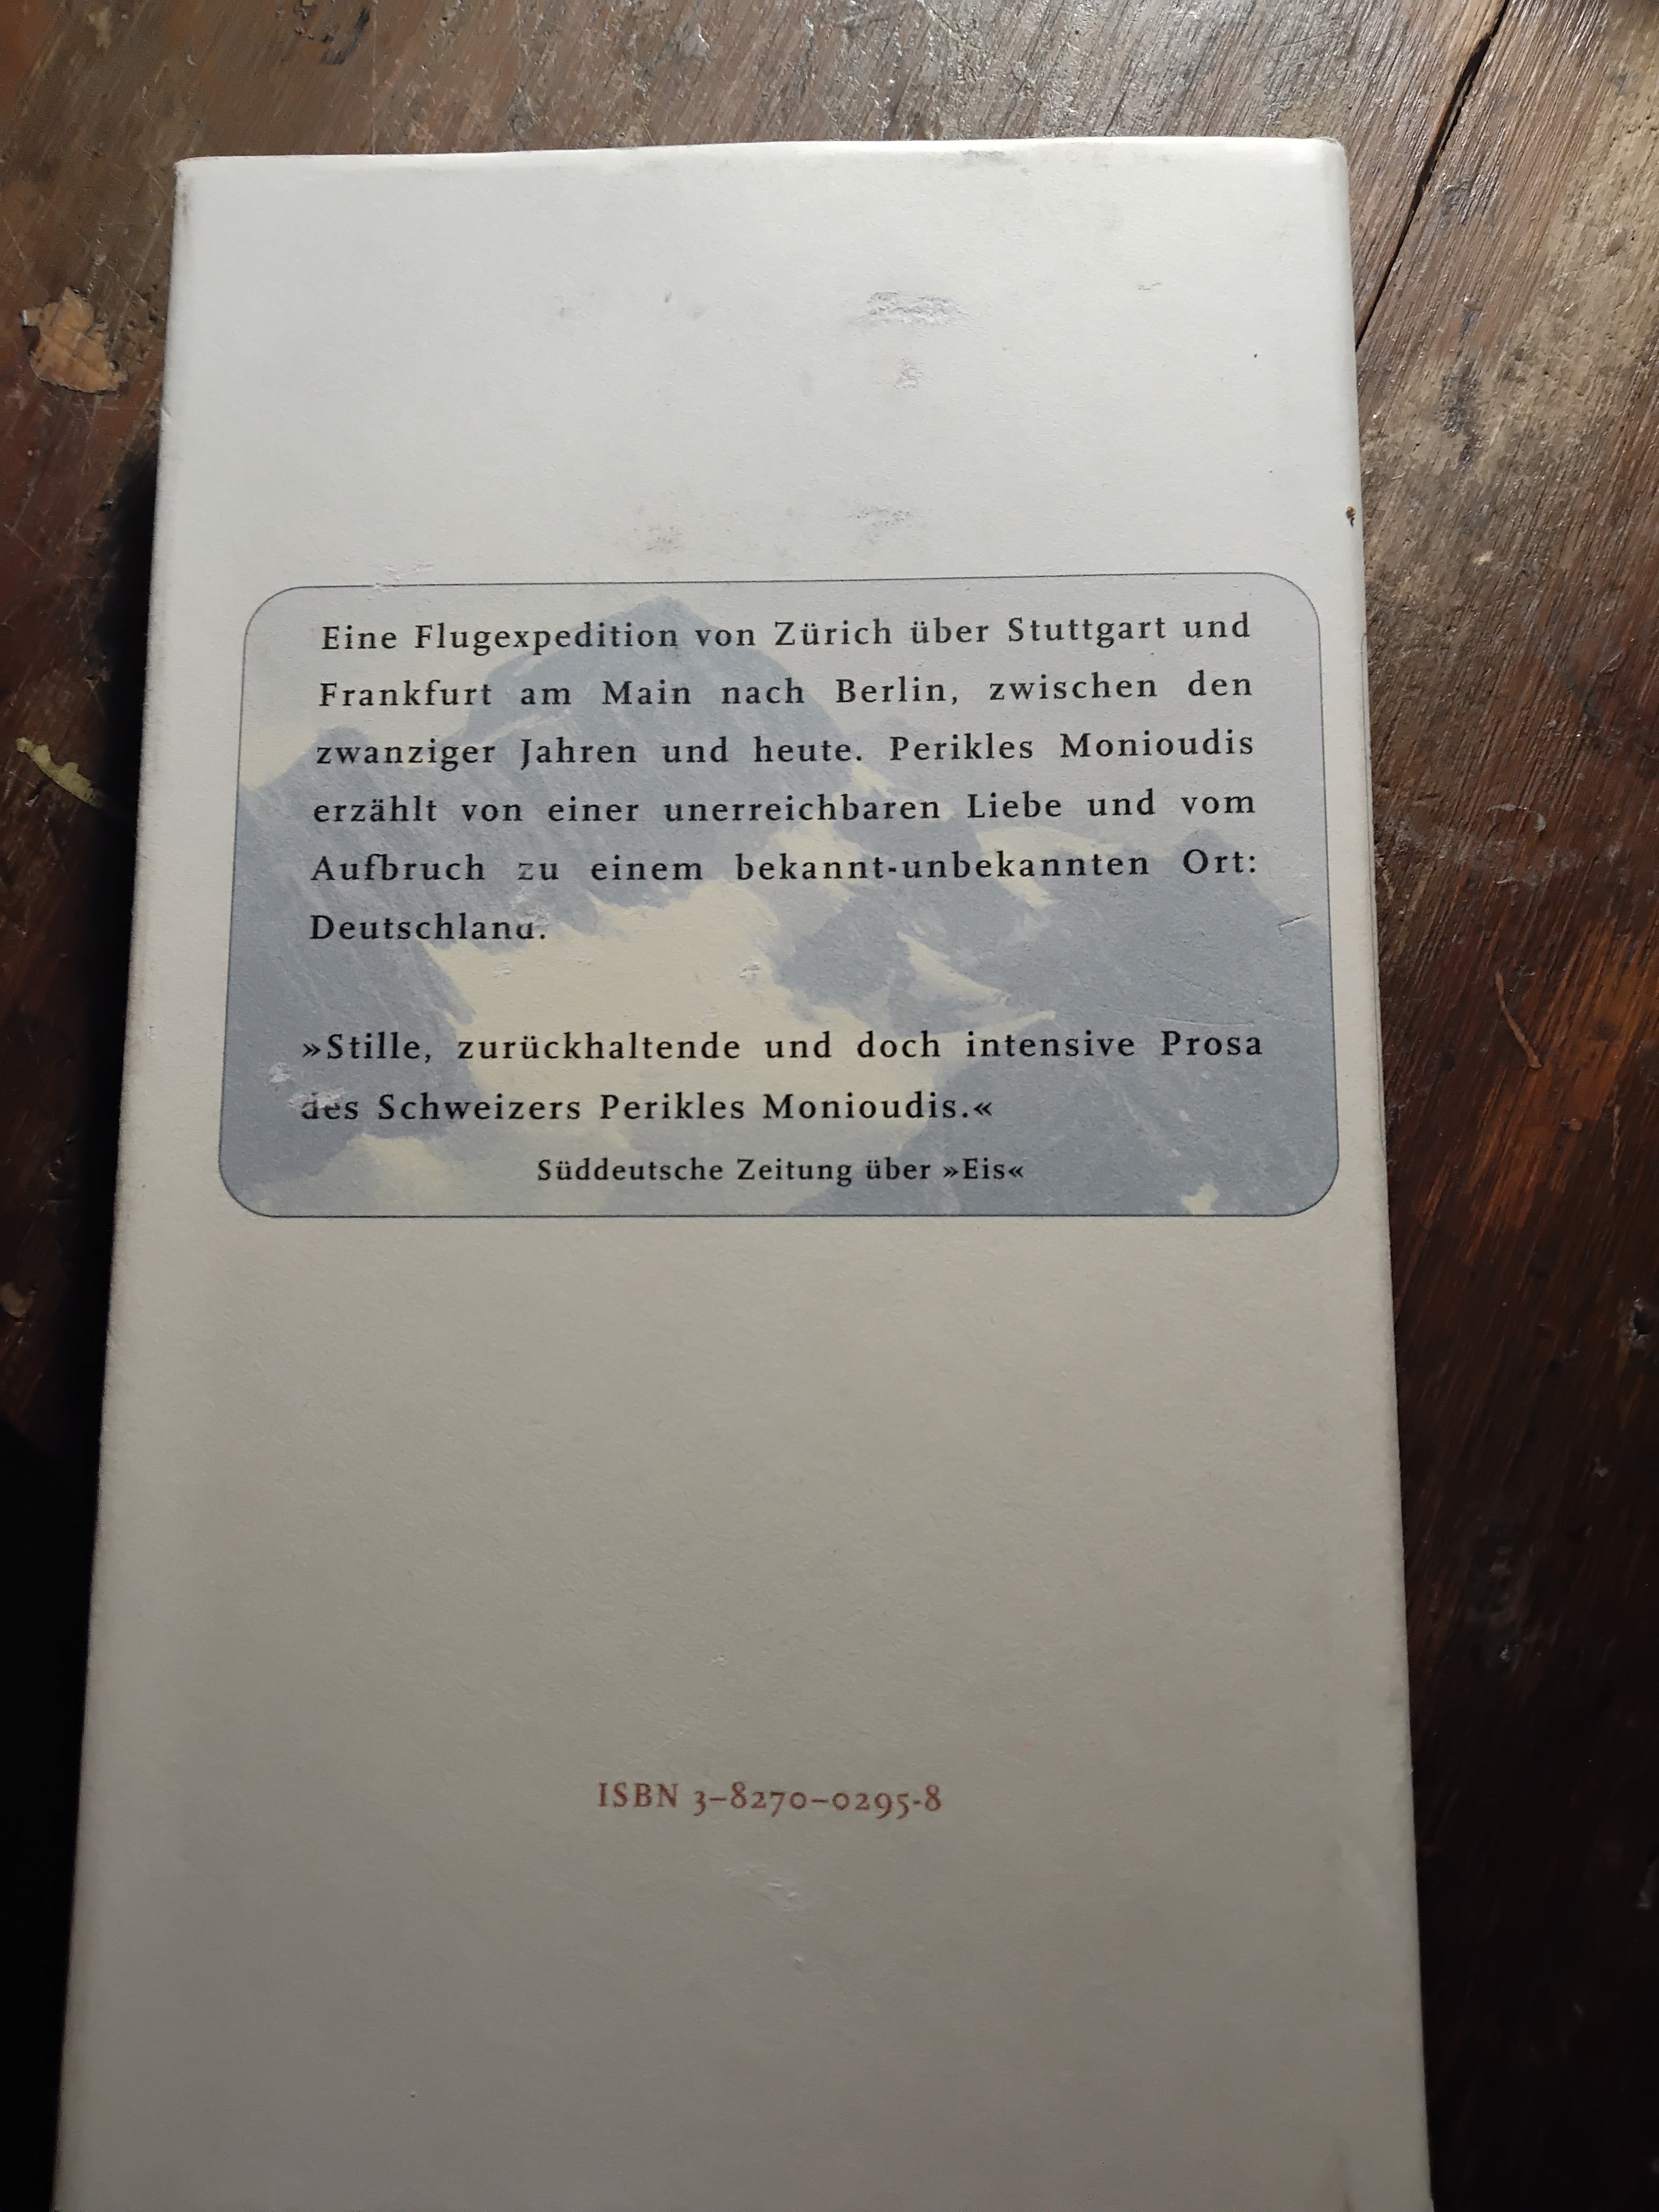 Eine Flugexpedition von Zürich über Stuttgart und
Frankfurt am Main nach Berlin, zwischen den
zwanziger Jahren und heute. Perikles Monioudis
erzählt von einer unerreichbaren Liebe und vom
Aufbruch zu einem bekannt-unbekannten Ort:
Deutschland.
»Stille, zurückhaltende und doch intensive Prosa
des Schweizers Perikles Monioudis.«
Süddeutsche Zeitung über »Eis«
ISBN 3–8270–0295-8